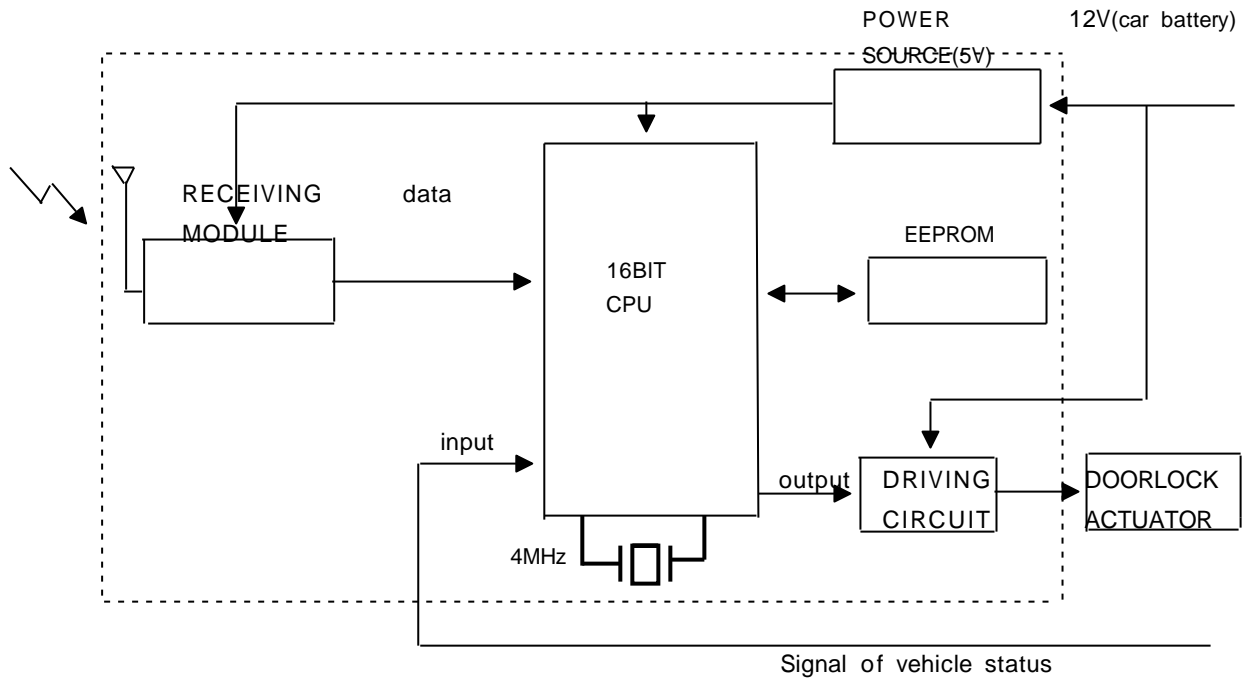 POWER
SOURCE(5V)
12V(car battery)
RECEIVING
MODULE
data
EEPROM
16BIT
CPU
input
output
DRIVING
CIRCUIT
DOORLOCK
ACTUATOR
4MHz
Signal of vehicle status